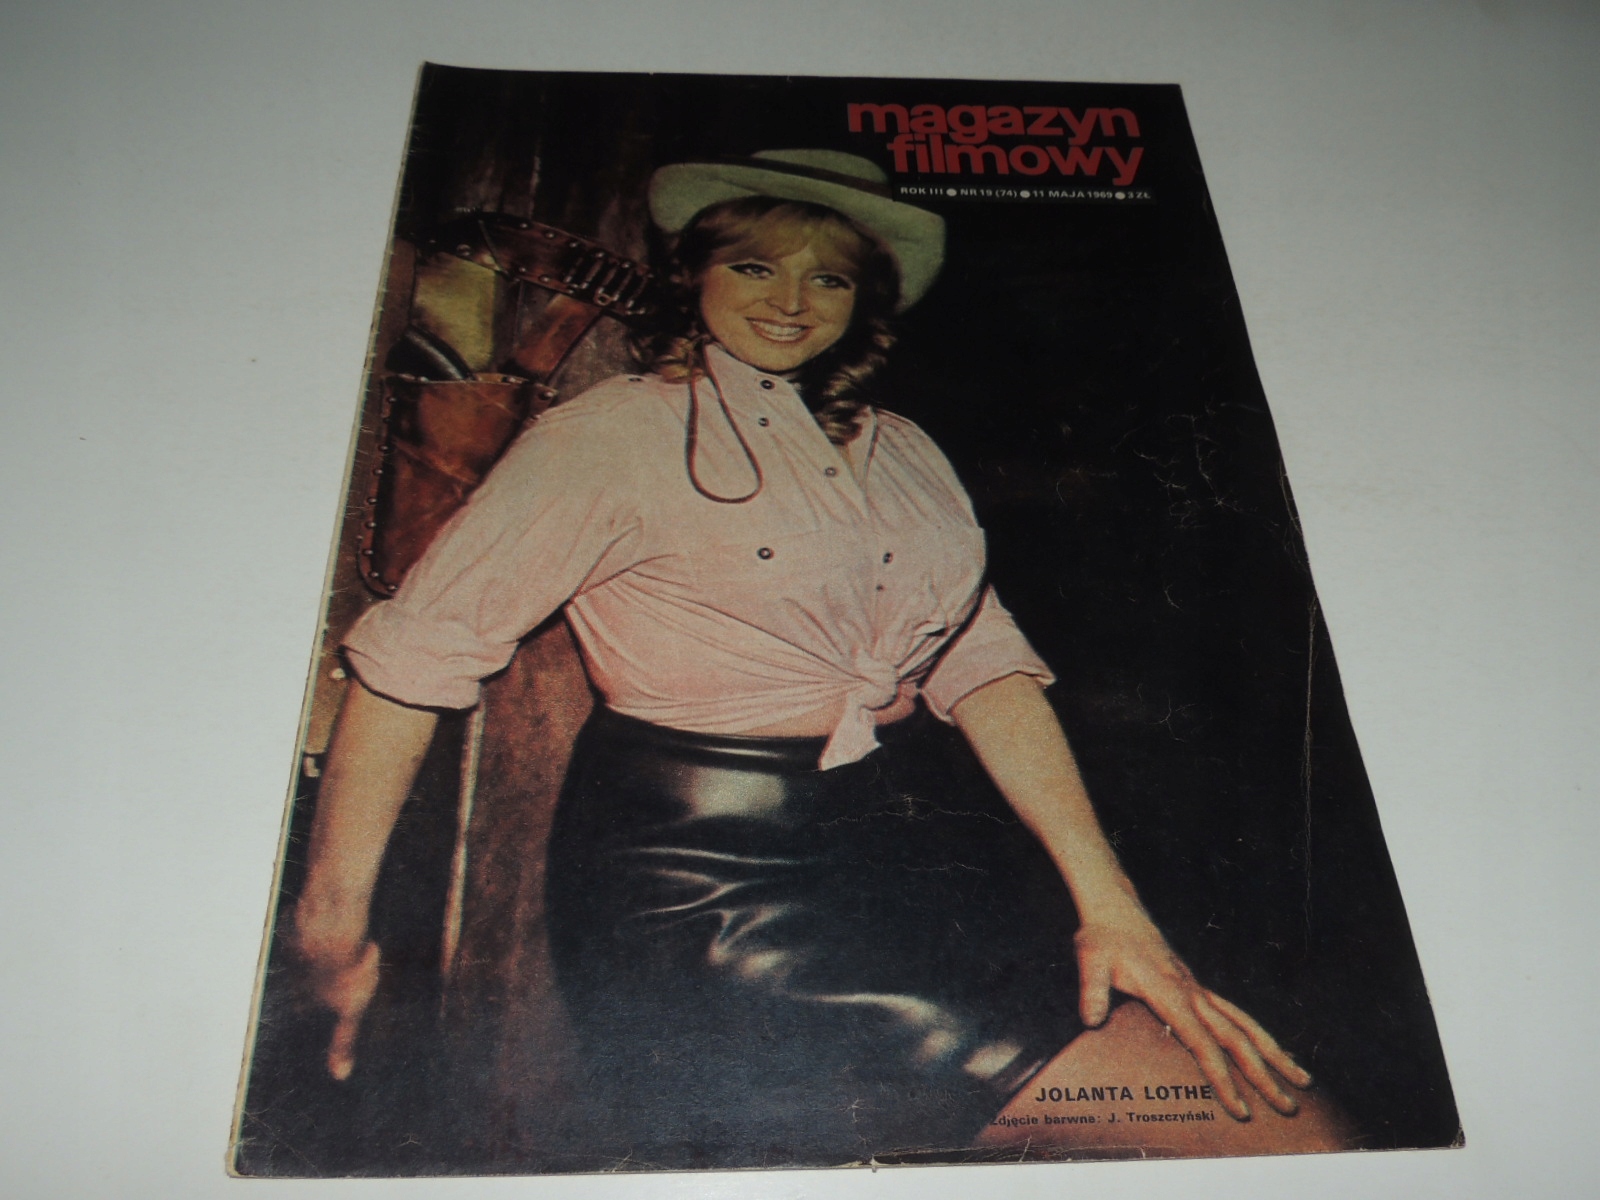 magazyn
filmowy
ROK III ● NR 19 (74) ● 11 MAJA 1969 ● 3 ZŁ
JOLANTA LOTHE
Zdjęcie barwne: J. Troszczyński